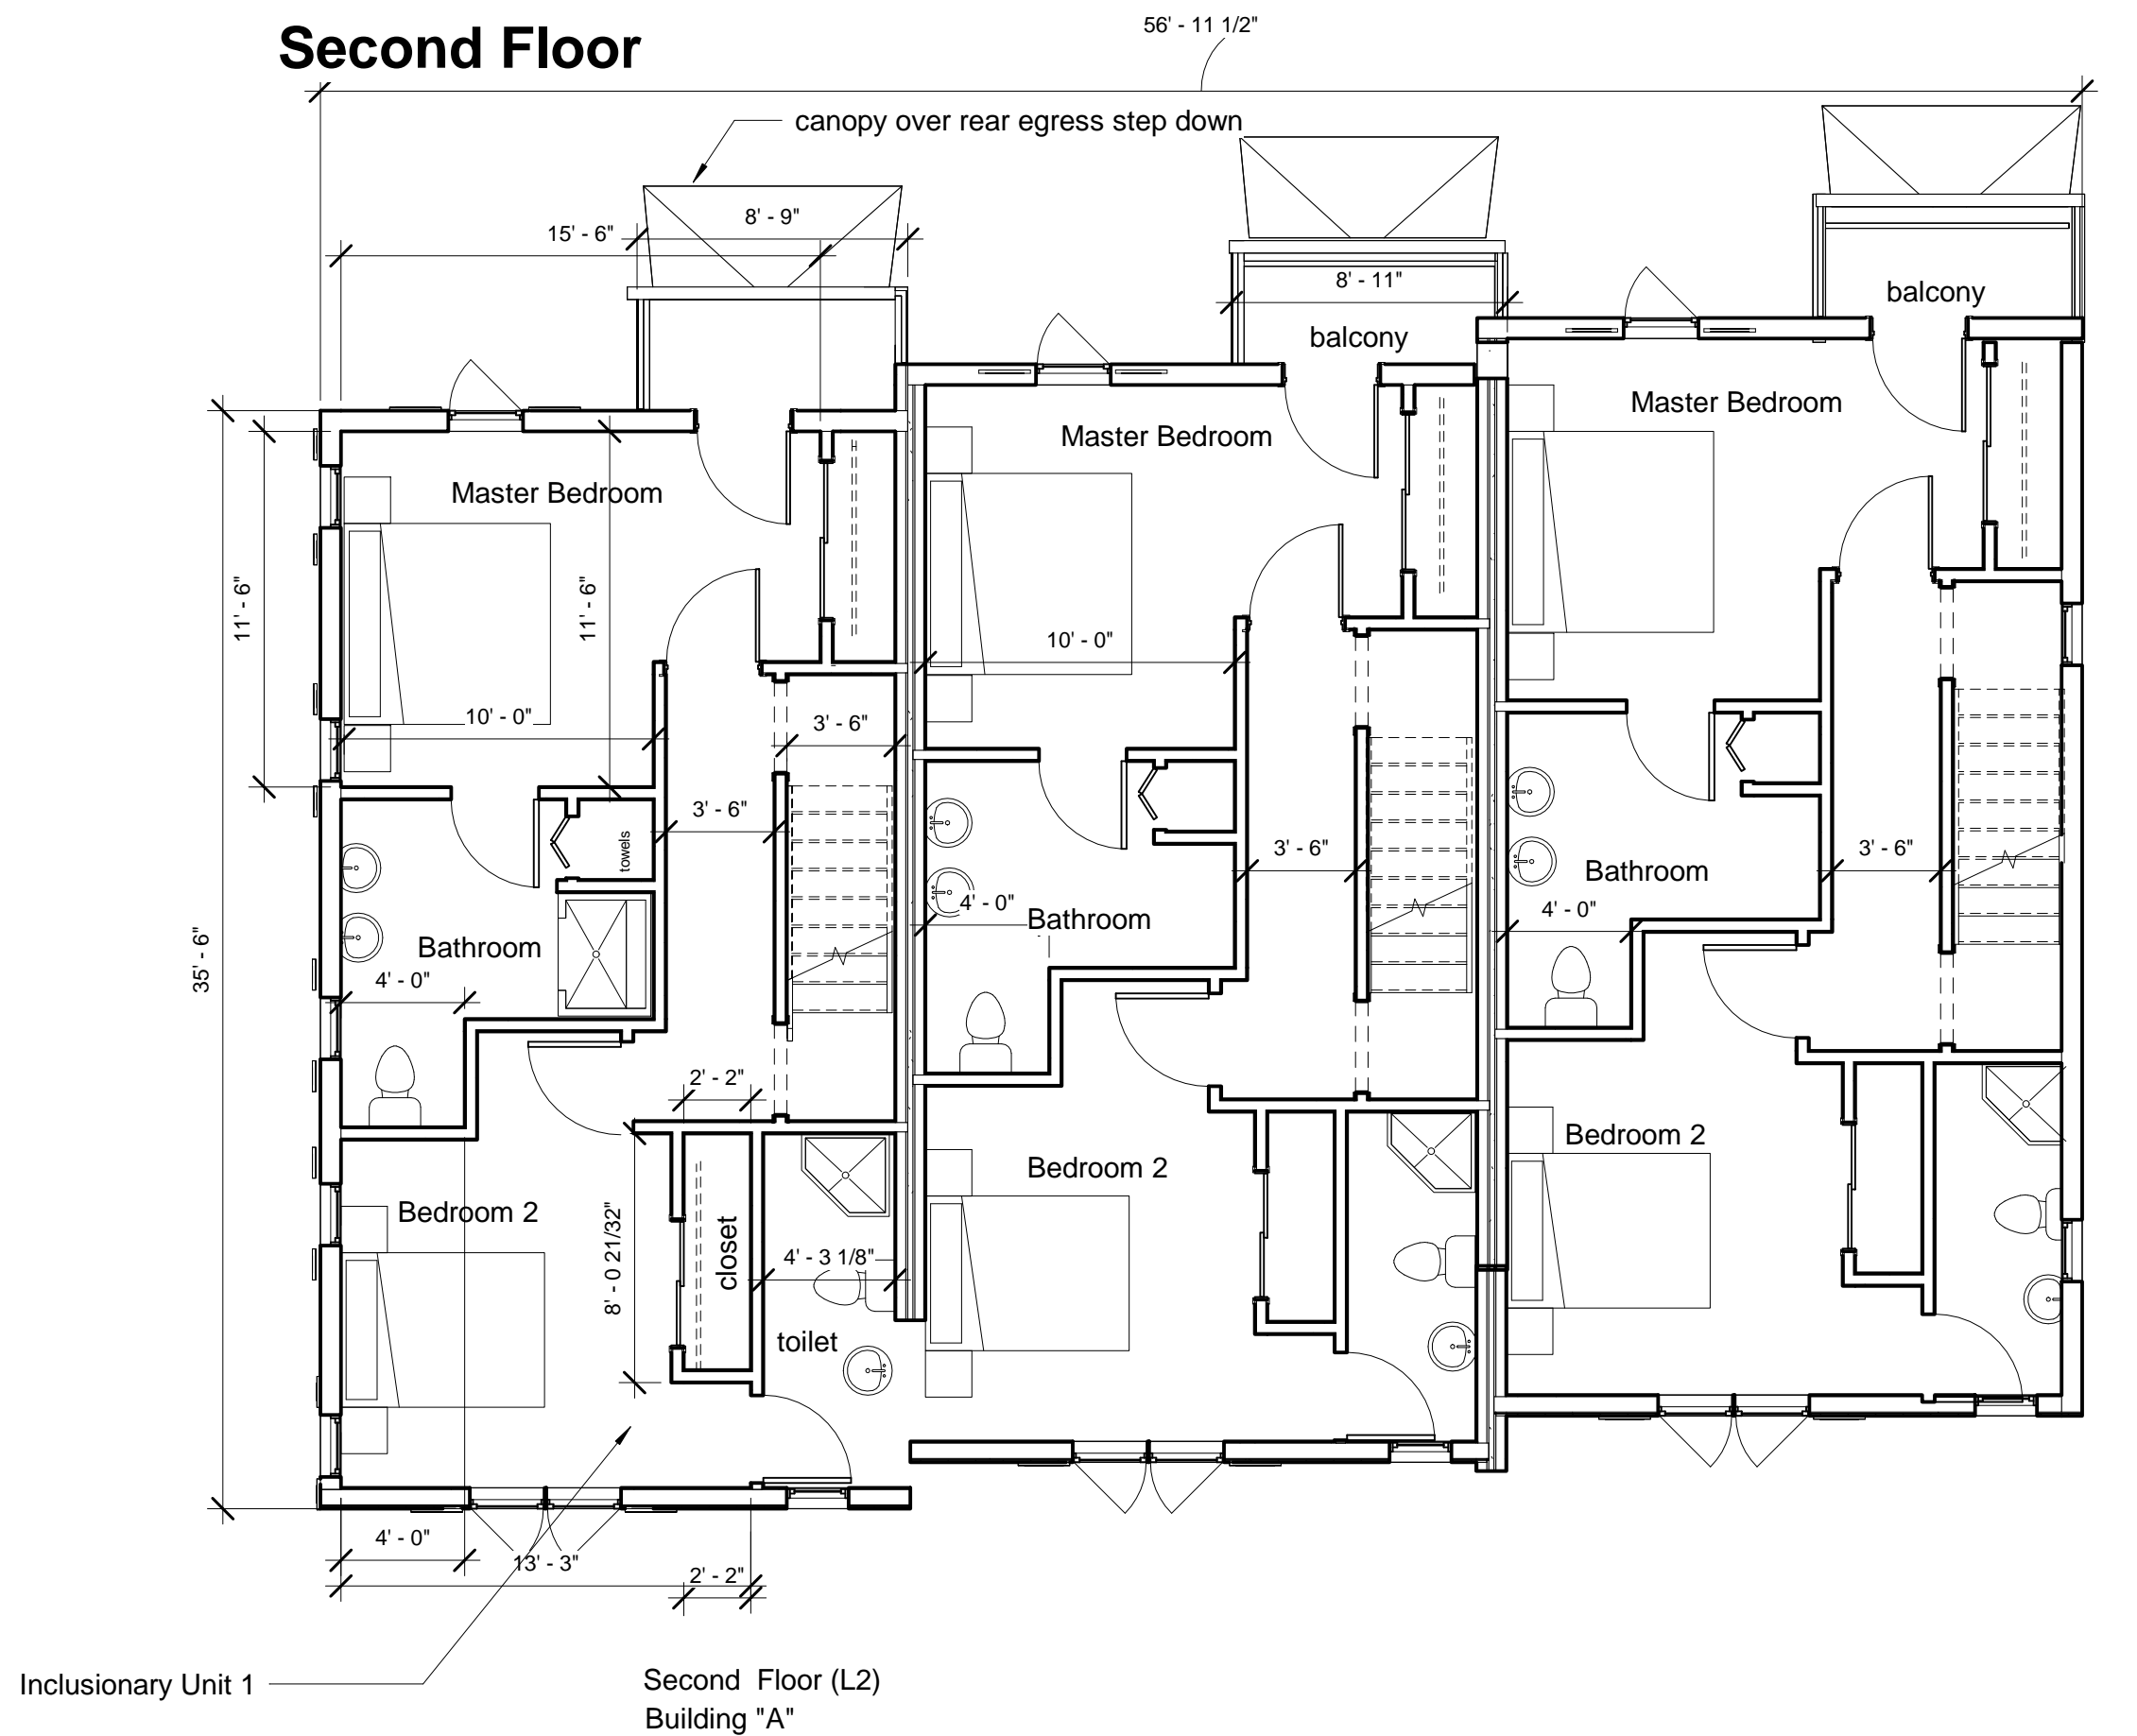 56' - 11 1/2"
Second Floor
canopy over rear egress step down
8' - 9"
15' - 6"
8' - 11"
balcony
balcony
Master Bedroom
Master Bedroom
Master Bedroom
11' - 6"
11' - 6"
10' - 0"
10' - 0"
3' - 6"
3' - 6"
towels
3' - 6"
3' - 6"
Bathroom
4' - 0"
4' - 0"
Bathroom
Bathroom
4' - 0"
35' - 6"
2' - 2"
Bedroom 2
Bedroom 2
Bedroom 2
8' - 0 21/32"
closet
4' - 3 1/8"
toilet
4' - 0"
13' - 3"
2' - 2"
Inclusionary Unit 1
Second Floor (L2)
Building "A"